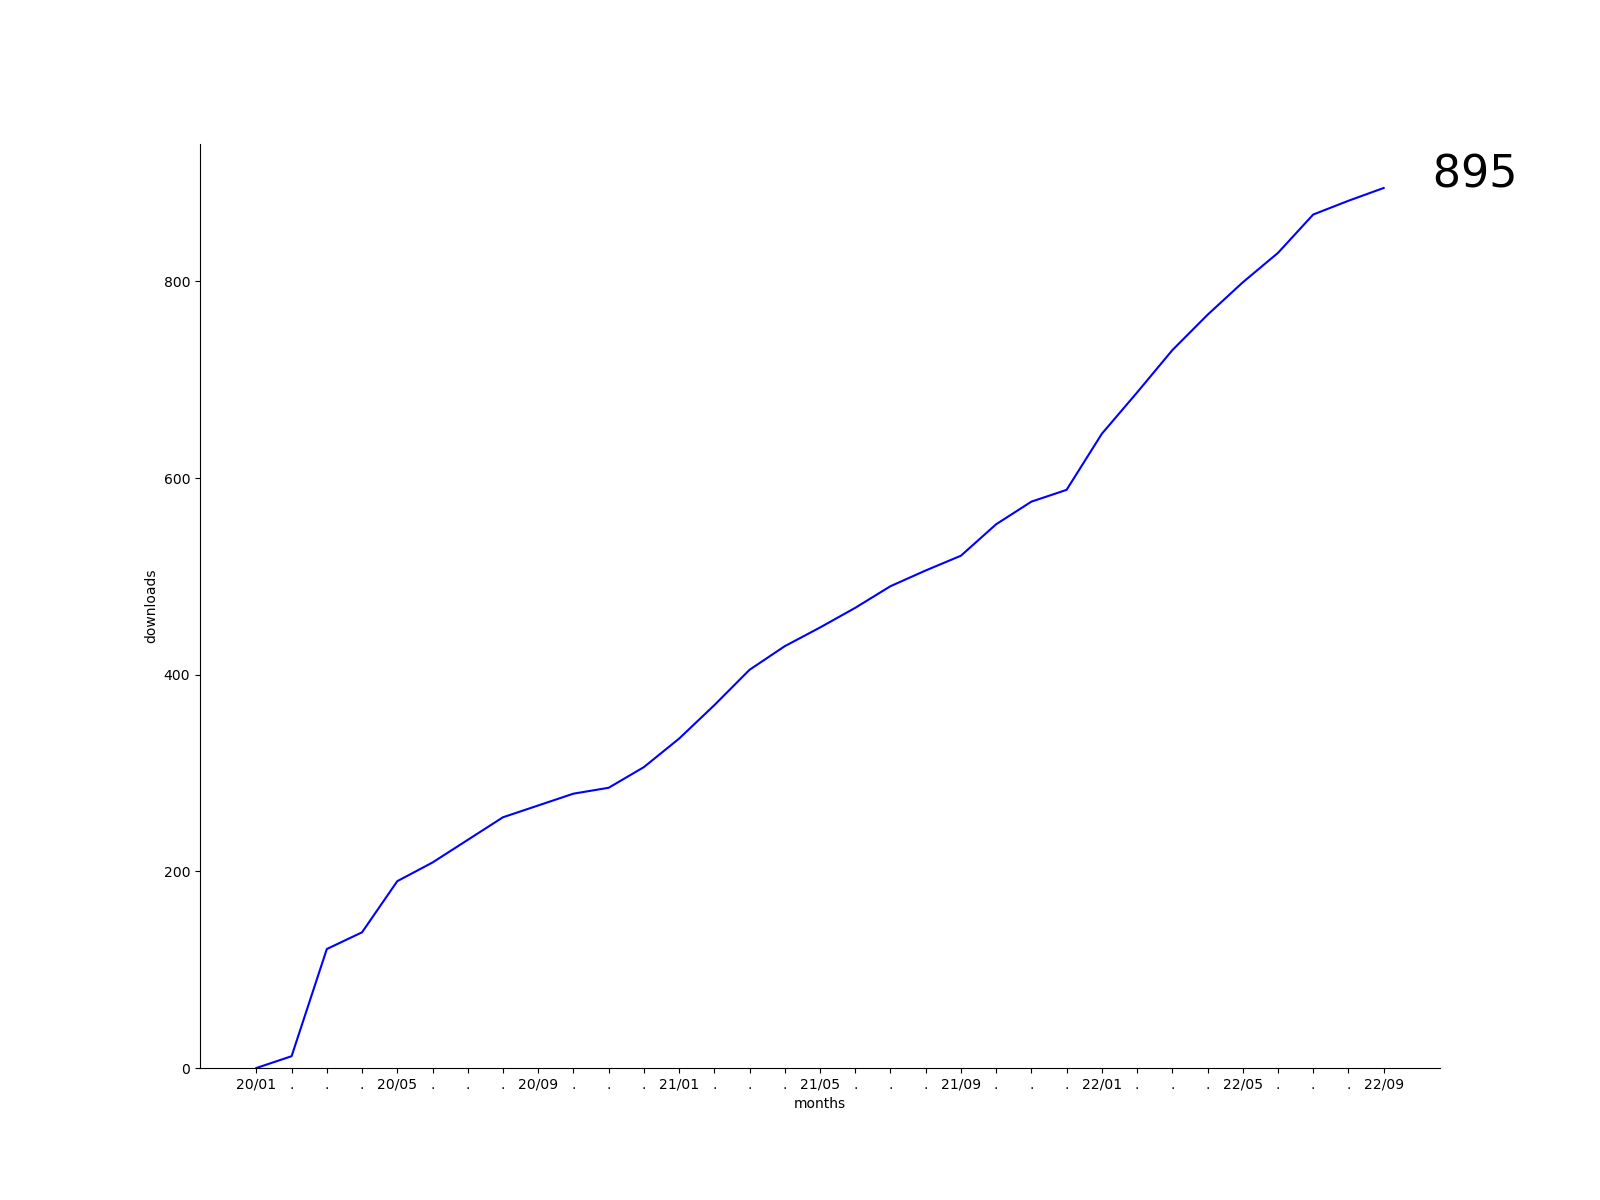 895
800
600
400
200
0
downloads
20/01 . . . 20/05 . . . 20/09 . . . 21/01 . . . 21/05 . . . 21/09 . . . 22/01 . . . 22/05 . . . 22/09
months